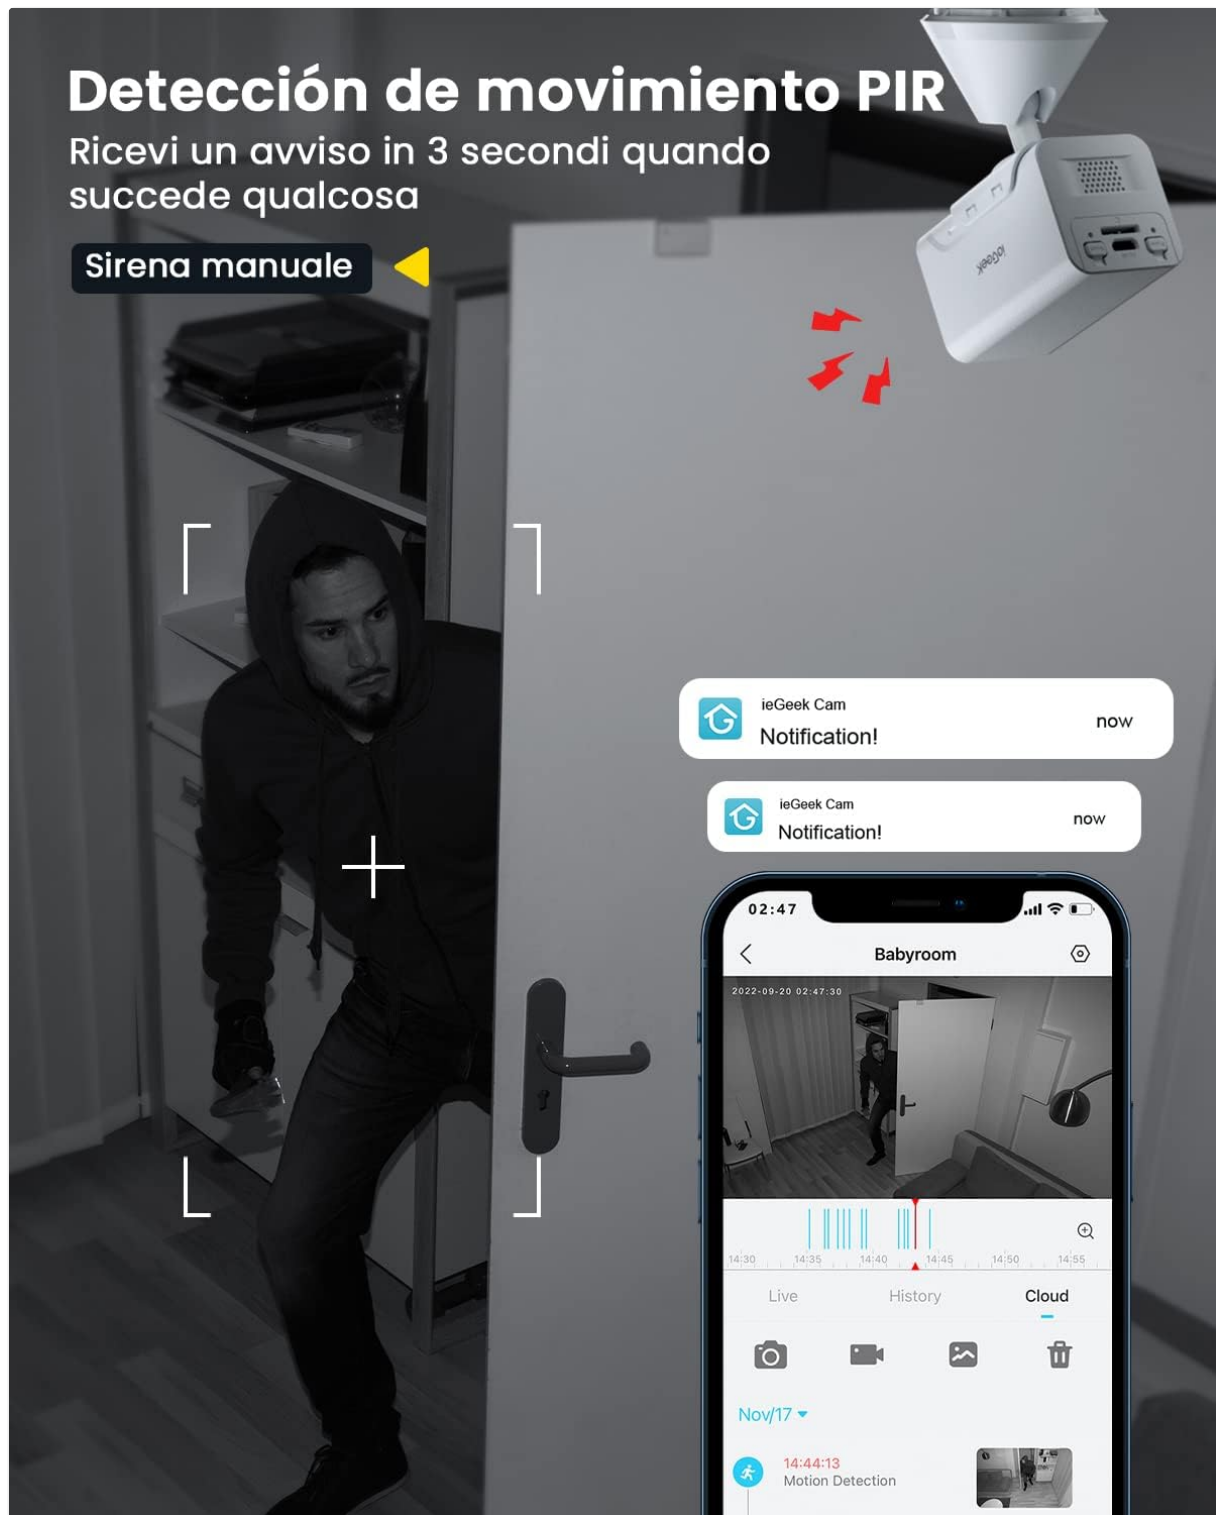 Detección de movimiento PIR
Ricevi un avviso in 3 secondi quando
succede qualcosa
Sirena manuale
ieGeek
ieGeek Cam
Notification!
now
ieGeek Cam
Notification!
now
02:47
Babyroom
2022-09-20 02:47:30
14:30 14:35 14:40 14:45 14:50 14:55
Live History Cloud
Nov/17
14:44:13
Motion Detection